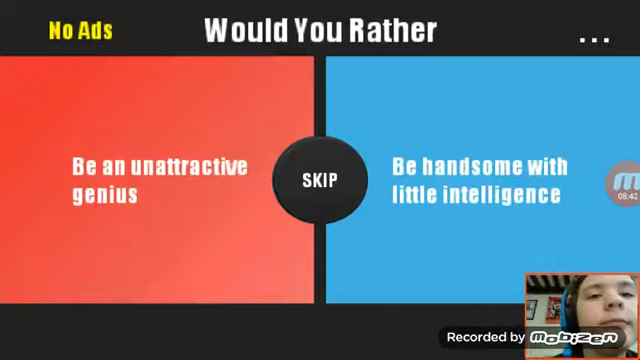 No Ads
Would You Rather
...
Be an unattractive
genius
SKIP
Be handsome with
little intelligence
m
08:42
Recorded by mobizen